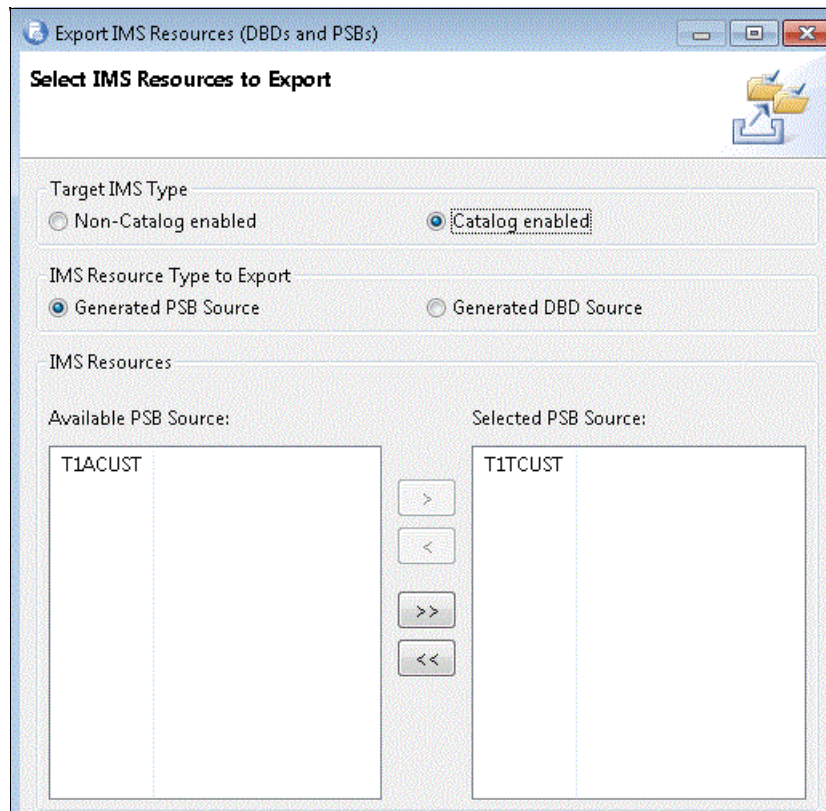 Export IMS Resources (DBDs and PSBs)
Select IMS Resources to Export
Target IMS Type
Non-Catalog enabled
Catalog enabled
IMS Resource Type to Export
Generated PSB Source
Generated DBD Source
IMS Resources
Available PSB Source:
Selected PSB Source:
T1ACUST
T1TCUST
>
<
>>
<<